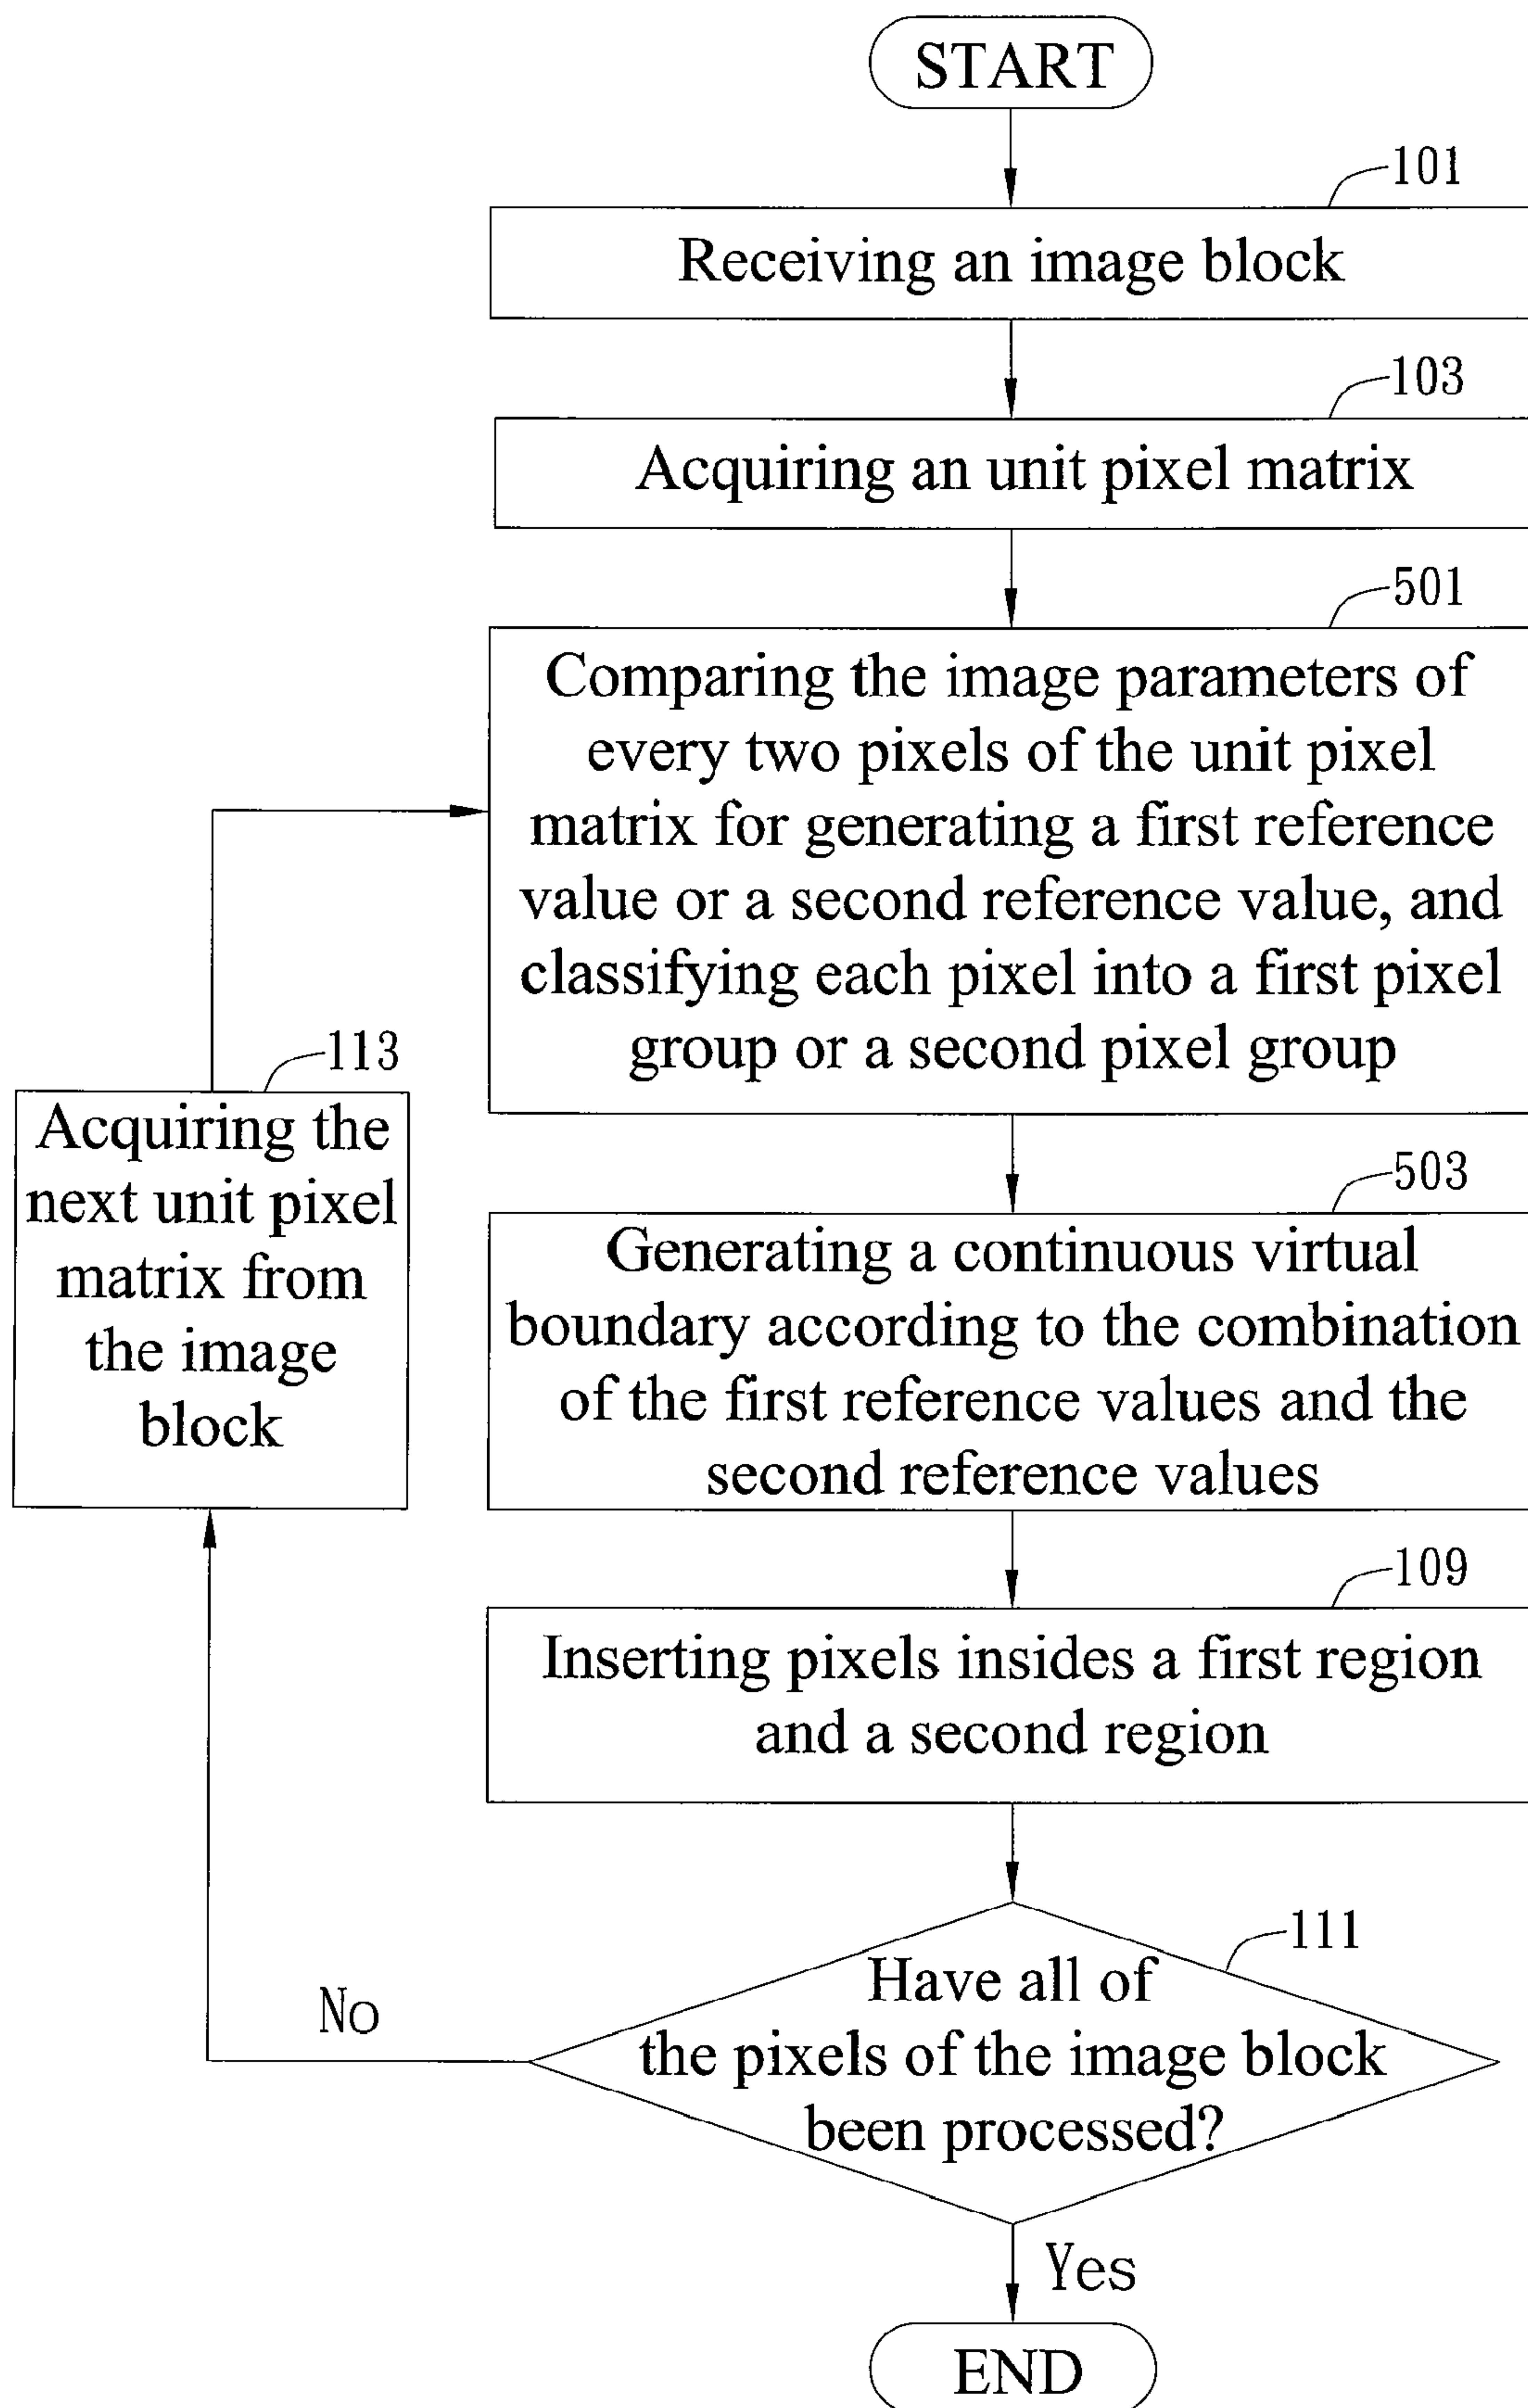 START
101
Receiving an image block
103
Acquiring an unit pixel matrix
501
Comparing the image parameters of
every two pixels of the unit pixel
matrix for generating a first reference
value or a second reference value, and
classifying each pixel into a first pixel
group or a second pixel group
113
Acquiring the
next unit pixel
matrix from
the image
block
503
Generating a continuous virtual
boundary according to the combination
of the first reference values and the
second reference values
109
Inserting pixels insides a first region
and a second region
111
Have all of
the pixels of the image block
been processed?
No
Yes
END